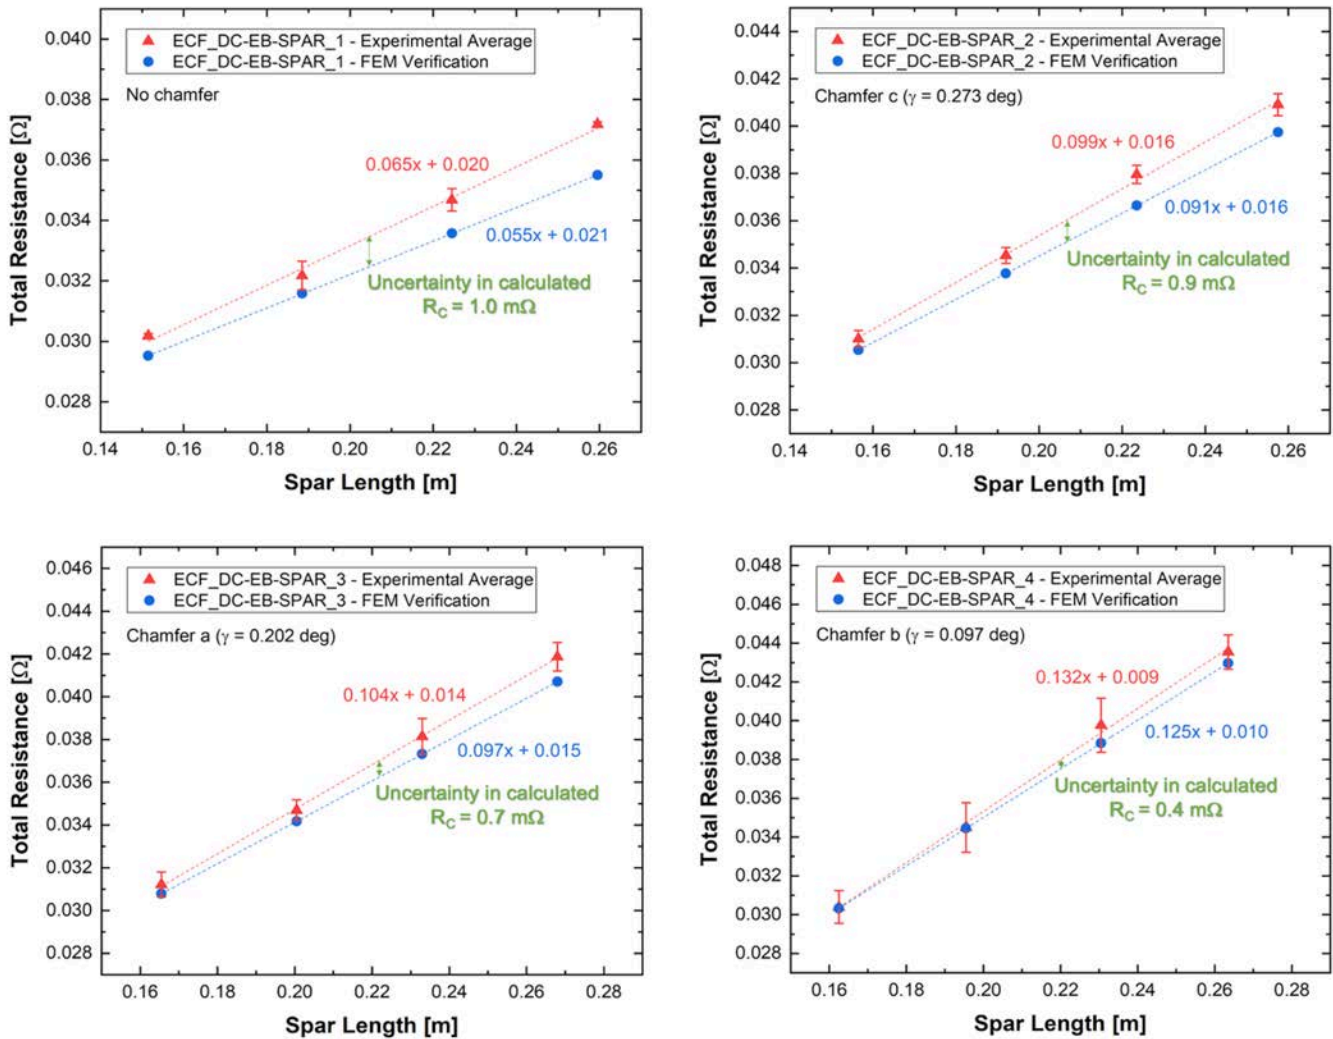 ECF_DC-EB-SPAR_1 - Experimental Average
ECF_DC-EB-SPAR_1 - FEM Verification
No chamfer
0.065x + 0.020
0.055x + 0.021
Uncertainty in calculated
R_C = 1.0 mΩ
Total Resistance [Ω]
0.040
0.038
0.036
0.034
0.032
0.030
0.028
0.14 0.16 0.18 0.20 0.22 0.24 0.26
Spar Length [m]
ECF_DC-EB-SPAR_2 - Experimental Average
ECF_DC-EB-SPAR_2 - FEM Verification
Chamfer c (γ = 0.273 deg)
0.099x + 0.016
0.091x + 0.016
Uncertainty in calculated
R_C = 0.9 mΩ
Total Resistance [Ω]
0.044
0.042
0.040
0.038
0.036
0.034
0.032
0.030
0.028
0.14 0.16 0.18 0.20 0.22 0.24 0.26
Spar Length [m]
ECF_DC-EB-SPAR_3 - Experimental Average
ECF_DC-EB-SPAR_3 - FEM Verification
Chamfer a (γ = 0.202 deg)
0.104x + 0.014
0.097x + 0.015
Uncertainty in calculated
R_C = 0.7 mΩ
Total Resistance [Ω]
0.046
0.044
0.042
0.040
0.038
0.036
0.034
0.032
0.030
0.028
0.16 0.18 0.20 0.22 0.24 0.26 0.28
Spar Length [m]
ECF_DC-EB-SPAR_4 - Experimental Average
ECF_DC-EB-SPAR_4 - FEM Verification
Chamfer b (γ = 0.097 deg)
0.132x + 0.009
0.125x + 0.010
Uncertainty in calculated
R_C = 0.4 mΩ
Total Resistance [Ω]
0.048
0.046
0.044
0.042
0.040
0.038
0.036
0.034
0.032
0.030
0.028
0.16 0.18 0.20 0.22 0.24 0.26 0.28
Spar Length [m]